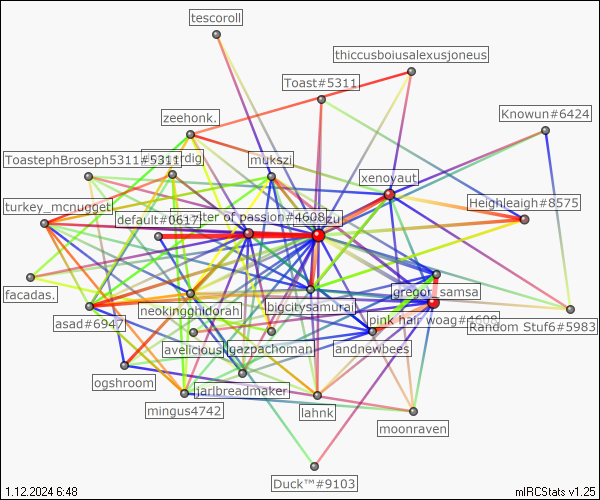 tescoroll
thiccusboiusalexusjoneus
Toast#5311
Knowun#6424
zeehonk.
ToastephBroseph5311#5311
rdig
mukszi
xenoyaut
turkey_mcnugget
default#0617
ter of passion#4608
zul
Heighleaigh#8575
facadas.
neokingghidorah
bigcitysamurai
gregor_samsa
asad#6947
pink hair woag#4608
Random Stuf6#5983
avelicious
gazpachoman
andnewbees
ogshroom
jarlbreadmaker
mingus4742
lahnk
moonraven
Duck™#9103
1.12.2024 6:48
mIRCStats v1.25